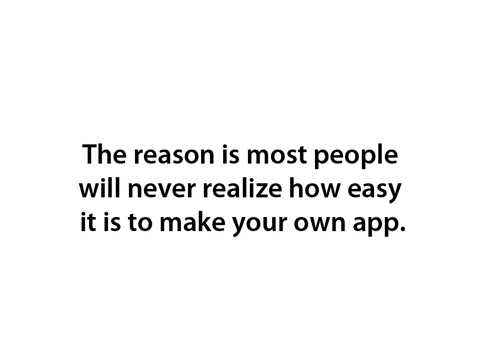 The reason is most people
will never realize how easy
it is to make your own app.